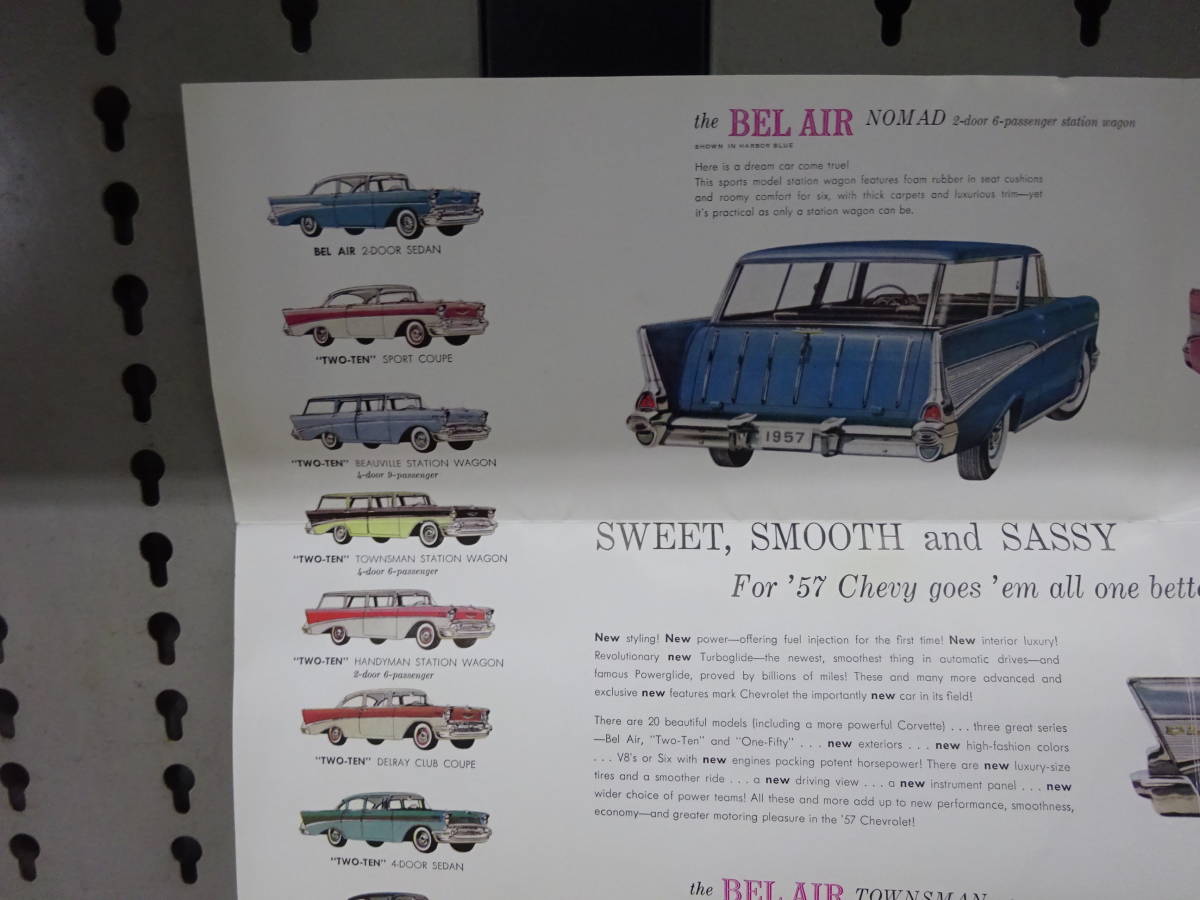 the BEL AIR NOMAD 2-door 6-passenger station wagon
SHOWN IN HARBOR BLUE
Here is a dream car come true!
This sports model station wagon features foam rubber in seat cushions
and roomy comfort for six, with thick carpets and luxurious trim—yet
it's practical as only a station wagon can be.
BEL AIR 2-DOOR SEDAN
"TWO-TEN" SPORT COUPE
"TWO-TEN" BEAUVILLE STATION WAGON
4-door 9-passenger
"TWO-TEN" TOWNSMAN STATION WAGON
4-door 6-passenger
"TWO-TEN" HANDYMAN STATION WAGON
2-door 6-passenger
"TWO-TEN" DELRAY CLUB COUPE
"TWO-TEN" 4-DOOR SEDAN
1957
SWEET, SMOOTH and SASSY
For '57 Chevy goes 'em all one bette
New styling! New power—offering fuel injection for the first time! New interior luxury!
Revolutionary new Turboglide—the newest, smoothest thing in automatic drives—and
famous Powerglide, proved by billions of miles! These and many more advanced and
exclusive new features mark Chevrolet the importantly new car in its field!
There are 20 beautiful models (including a more powerful Corvette) . . . three great series
—Bel Air, "Two-Ten" and "One-Fifty" . . . new exteriors . . . new high-fashion colors
. . . V8's or Six with new engines packing potent horsepower! There are new luxury-size
tires and a smoother ride . . . a new driving view . . . a new instrument panel . . . new
wider choice of power teams! All these and more add up to new performance, smoothness,
economy—and greater motoring pleasure in the '57 Chevrolet!
the BEL AIR TOWNSMAN